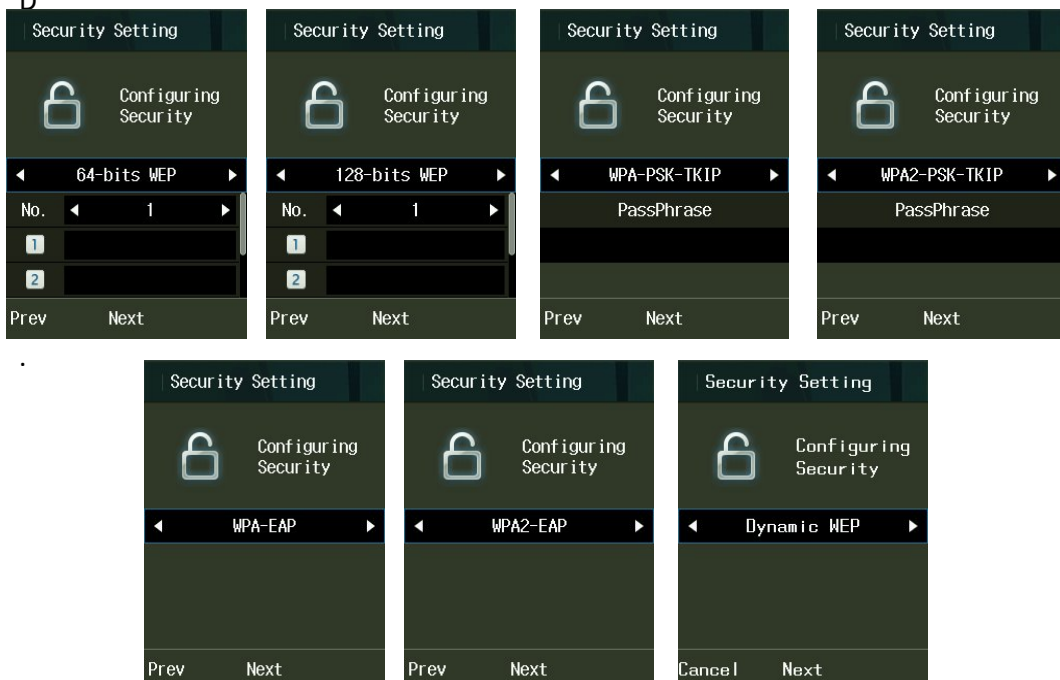 D
Security Setting
Configuring
Security
64-bits WEP
No. 1
1
2
Prev Next
Security Setting
Configuring
Security
128-bits WEP
No. 1
1
2
Prev Next
Security Setting
Configuring
Security
WPA-PSK-TKIP
PassPhrase
Prev Next
Security Setting
Configuring
Security
WPA2-PSK-TKIP
PassPhrase
Prev Next
.
Security Setting
Configuring
Security
WPA-EAP
Prev Next
Security Setting
Configuring
Security
WPA2-EAP
Prev Next
Security Setting
Configuring
Security
Dynamic WEP
Cancel Next